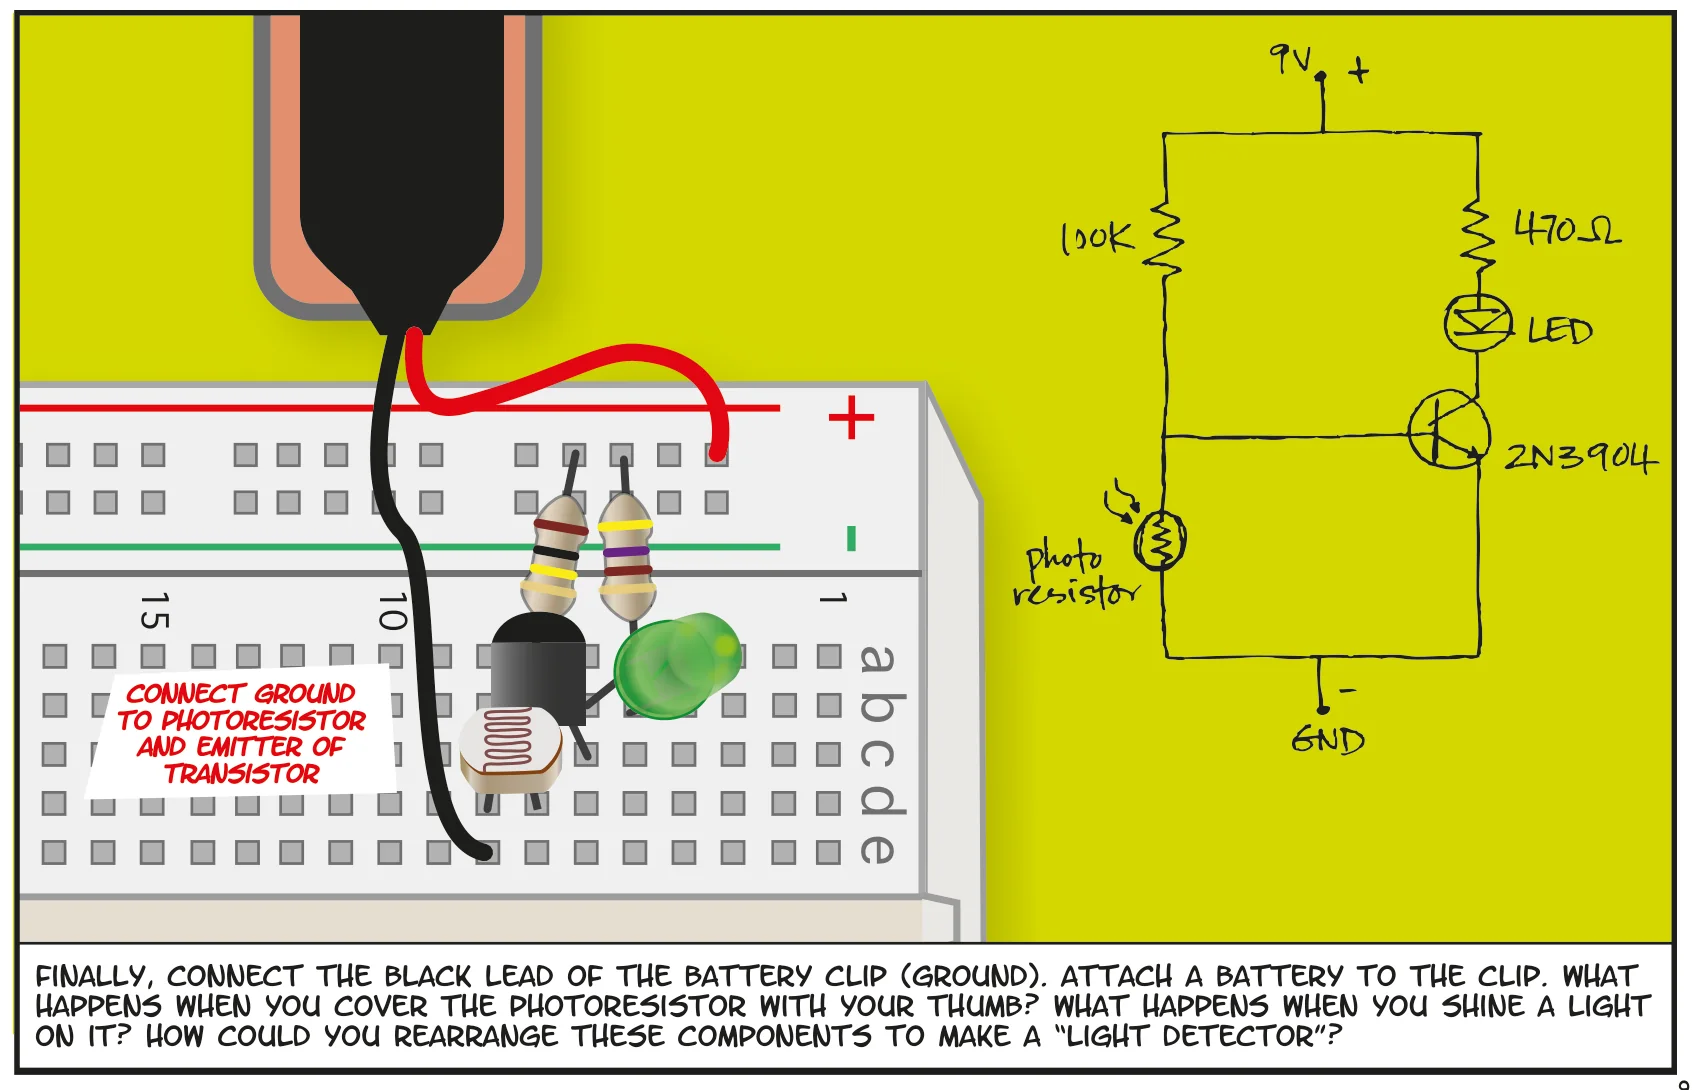 9V +
100K
470Ω
LED
2N3904
photo
resistor
-
GND
+
-
15
10
1
a
b
c
d
e
CONNECT GROUND
TO PHOTORESISTOR
AND EMITTER OF
TRANSISTOR
FINALLY, CONNECT THE BLACK LEAD OF THE BATTERY CLIP (GROUND). ATTACH A BATTERY TO THE CLIP. WHAT
HAPPENS WHEN YOU COVER THE PHOTORESISTOR WITH YOUR THUMB? WHAT HAPPENS WHEN YOU SHINE A LIGHT
ON IT? HOW COULD YOU REARRANGE THESE COMPONENTS TO MAKE A "LIGHT DETECTOR"?